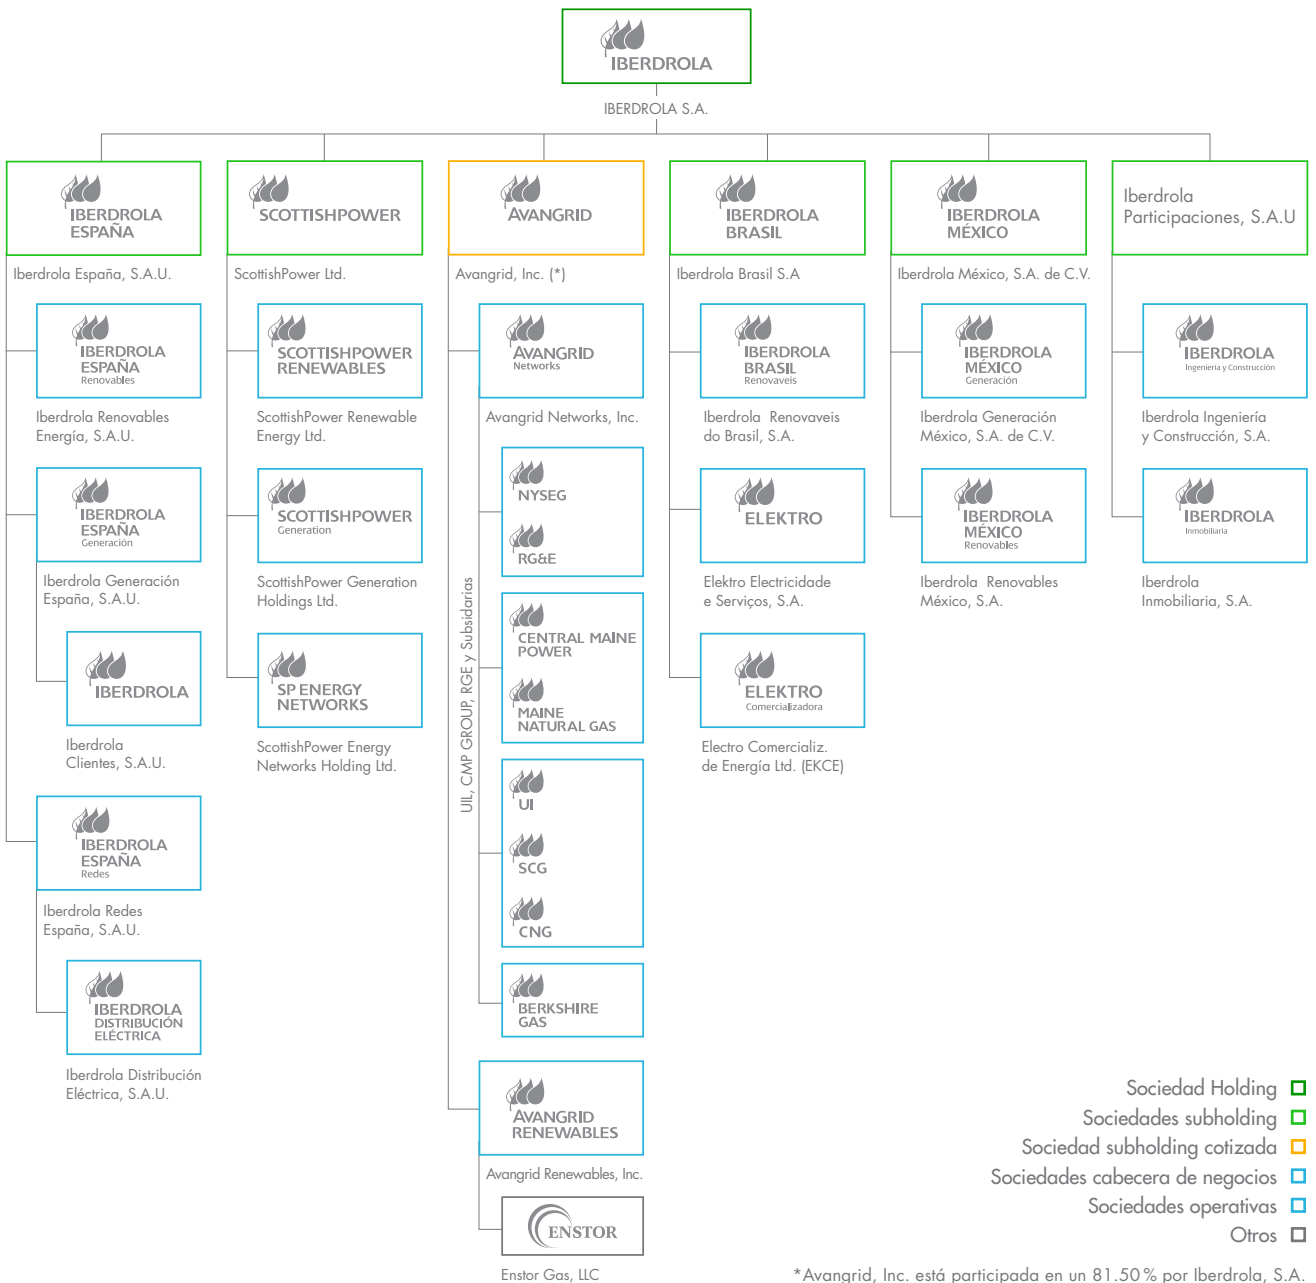 IBERDROLA
IBERDROLA S.A.
IBERDROLA
ESPAÑA
Iberdrola España, S.A.U.
IBERDROLA
ESPAÑA
Renovables
Iberdrola Renovables
Energía, S.A.U.
IBERDROLA
ESPAÑA
Generación
Iberdrola Generación
España, S.A.U.
IBERDROLA
Iberdrola
Clientes, S.A.U.
IBERDROLA
ESPAÑA
Redes
Iberdrola Redes
España, S.A.U.
IBERDROLA
DISTRIBUCIÓN
ELÉCTRICA
Iberdrola Distribución
Eléctrica, S.A.U.
SCOTTISHPOWER
ScottishPower Ltd.
SCOTTISHPOWER
RENEWABLES
ScottishPower Renewable
Energy Ltd.
SCOTTISHPOWER
Generation
ScottishPower Generation
Holdings Ltd.
SP ENERGY
NETWORKS
ScottishPower Energy
Networks Holding Ltd.
AVANGRID
Avangrid, Inc. (*)
AVANGRID
Networks
Avangrid Networks, Inc.
UIL, CMP GROUP, RGE y Subsidarias
NYSEG
RG&E
CENTRAL MAINE
POWER
MAINE
NATURAL GAS
UI
SCG
CNG
BERKSHIRE
GAS
AVANGRID
RENEWABLES
Avangrid Renewables, Inc.
ENSTOR
Enstor Gas, LLC
IBERDROLA
BRASIL
Iberdrola Brasil S.A
IBERDROLA
BRASIL
Renovaveis
Iberdrola Renovaveis
do Brasil, S.A.
ELEKTRO
Elektro Electricidade
e Serviços, S.A.
ELEKTRO
Comercializadora
Electro Comercializ.
de Energía Ltd. (EKCE)
IBERDROLA
MÉXICO
Iberdrola México, S.A. de C.V.
IBERDROLA
MÉXICO
Generación
Iberdrola Generación
México, S.A. de C.V.
IBERDROLA
MÉXICO
Renovables
Iberdrola Renovables
México, S.A.
Iberdrola
Participaciones, S.A.U
IBERDROLA
Ingeniería y Construcción
Iberdrola Ingeniería
y Construcción, S.A.
IBERDROLA
Inmobiliaria
Iberdrola
Inmobiliaria, S.A.
Sociedad Holding
Sociedades subholding
Sociedad subholding cotizada
Sociedades cabecera de negocios
Sociedades operativas
Otros
*Avangrid, Inc. está participada en un 81.50 % por Iberdrola, S.A.